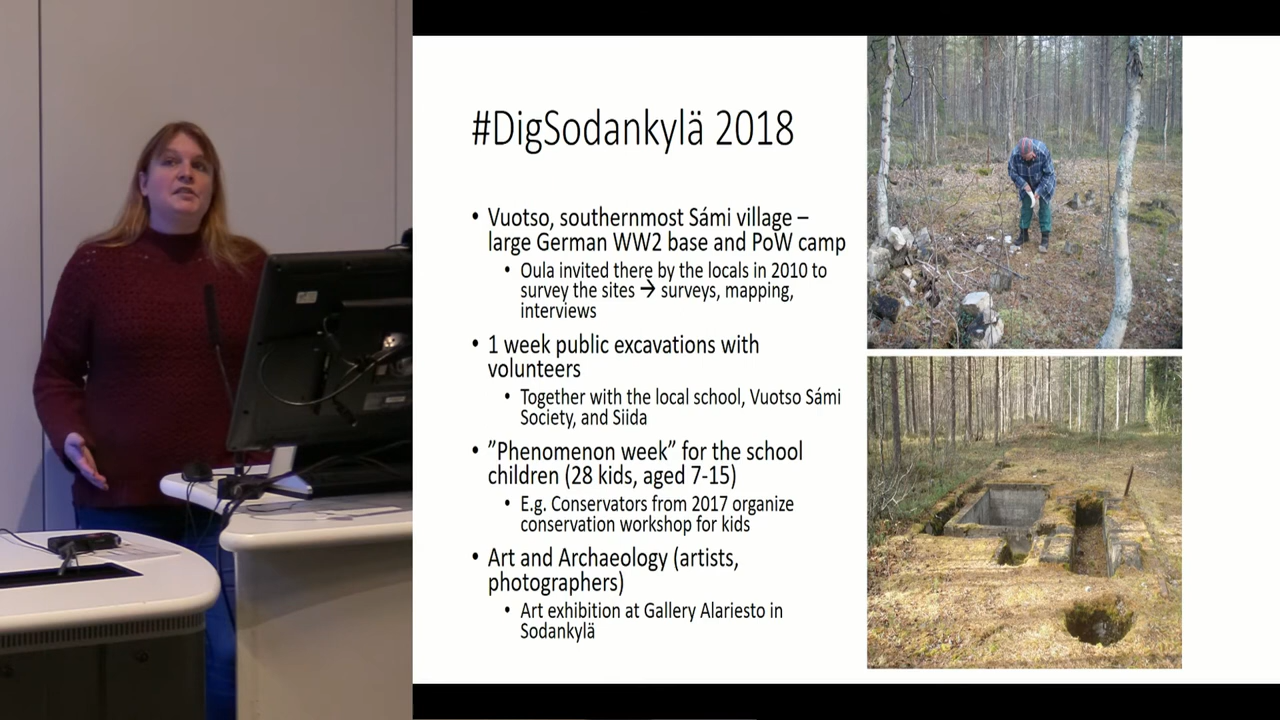 #DigSodankylä 2018
• Vuotso, southernmost Sámi village –
large German WW2 base and PoW camp
• Oula invited there by the locals in 2010 to
survey the sites → surveys, mapping,
interviews
• 1 week public excavations with
volunteers
• Together with the local school, Vuotso Sámi
Society, and Siida
• ”Phenomenon week” for the school
children (28 kids, aged 7-15)
• E.g. Conservators from 2017 organize
conservation workshop for kids
• Art and Archaeology (artists,
photographers)
• Art exhibition at Gallery Alariesto in
Sodankylä